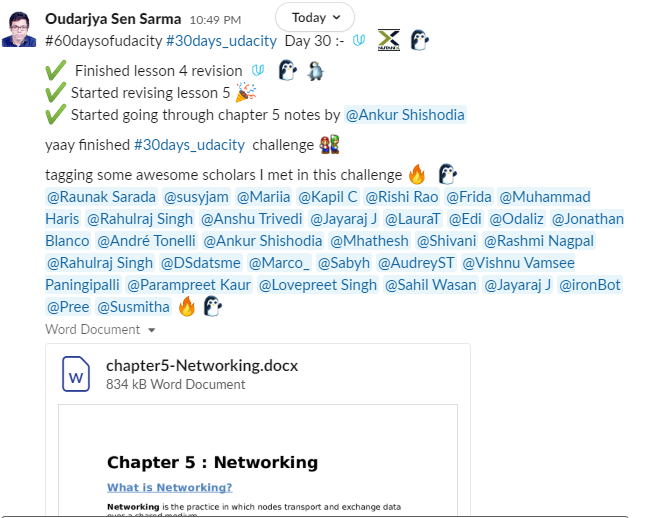 Oudarjya Sen Sarma 10:49 PM
Today
#60daysofudacity #30days_udacity Day 30 :-
Finished lesson 4 revision
Started revising lesson 5
Started going through chapter 5 notes by @Ankur Shishodia
yaay finished #30days_udacity challenge
tagging some awesome scholars I met in this challenge
@Raunak Sarada @susyjam @Mariia @Kapil C @Rishi Rao @Frida @Muhammad
Haris @Rahulraj Singh @Anshu Trivedi @Jayaraj J @LauraT @Edi @Odaliz @Jonathan
Blanco @André Tonelli @Ankur Shishodia @Mhathesh @Shivani @Rashmi Nagpal
@Rahulraj Singh @DSdatsme @Marco_ @Sabyh @AudreyST @Vishnu Vamsee
Paningipalli @Parampreet Kaur @Lovepreet Singh @Sahil Wasan @Jayaraj J @ironBot
@Pree @Susmitha
Word Document
W
chapter5-Networking.docx
834 kB Word Document
Chapter 5 : Networking
What is Networking?
Networking is the practice in which nodes transport and exchange data
over a shared medium